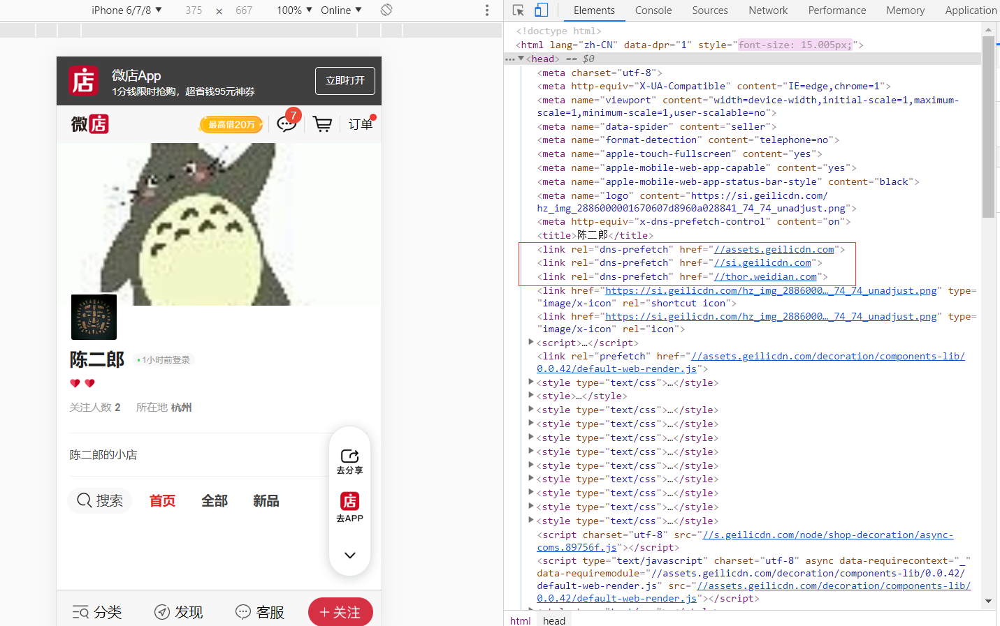 iPhone 6/7/8 ▼ 375 × 667 100% ▼ Online ▼
Elements Console Sources Network Performance Memory Application
店 微店App
1分钱限时抢购，超省钱95元神券
立即打开
微店 最高借20万 7 订单
陈二郎 1小时前登录
关注人数 2 所在地 杭州
陈二郎的小店
去分享
店
去APP
搜索 首页 全部 新品
分类 发现 客服 +关注
<!doctype html>
<html lang="zh-CN" data-dpr="1" style="font-size: 15.005px;">
••• ▼<head> == $0
<meta charset="utf-8">
<meta http-equiv="X-UA-Compatible" content="IE=edge,chrome=1">
<meta name="viewport" content="width=device-width,initial-scale=1,maximum-
scale=1,minimum-scale=1,user-scalable=no">
<meta name="data-spider" content="seller">
<meta name="format-detection" content="telephone=no">
<meta name="apple-touch-fullscreen" content="yes">
<meta name="apple-mobile-web-app-capable" content="yes">
<meta name="apple-mobile-web-app-status-bar-style" content="black">
<meta name="logo" content="https://si.geilicdn.com/
hz_img_2886000001670607d8960a028841_74_74_unadjust.png">
<meta http-equiv="x-dns-prefetch-control" content="on">
<title>陈二郎</title>
<link rel="dns-prefetch" href="//assets.geilicdn.com">
<link rel="dns-prefetch" href="//si.geilicdn.com">
<link rel="dns-prefetch" href="//thor.weidian.com">
<link href="https://si.geilicdn.com/hz_img_2886000…_74_74_unadjust.png" type=
"image/x-icon" rel="shortcut icon">
<link href="https://si.geilicdn.com/hz_img_2886000…_74_74_unadjust.png" type=
"image/x-icon" rel="icon">
▶<script>…</script>
<link rel="prefetch" href="//assets.geilicdn.com/decoration/components-lib/
0.0.42/default-web-render.js">
▶<style type="text/css">…</style>
▶<style>…</style>
▶<style type="text/css">…</style>
▶<style type="text/css">…</style>
▶<style type="text/css">…</style>
▶<style type="text/css">…</style>
▶<style type="text/css">…</style>
▶<style type="text/css">…</style>
▶<style type="text/css">…</style>
▶<style type="text/css">…</style>
▶<style type="text/css">…</style>
<script charset="utf-8" src="//s.geilicdn.com/node/shop-decoration/async-
coms.89756f.js"></script>
<script type="text/javascript" charset="utf-8" async data-requirecontext="_"
data-requiremodule="//assets.geilicdn.com/decoration/components-lib/0.0.42/
default-web-render.js" src="//assets.geilicdn.com/decoration/components-lib/
0.0.42/default-web-render.js"></script>
html head